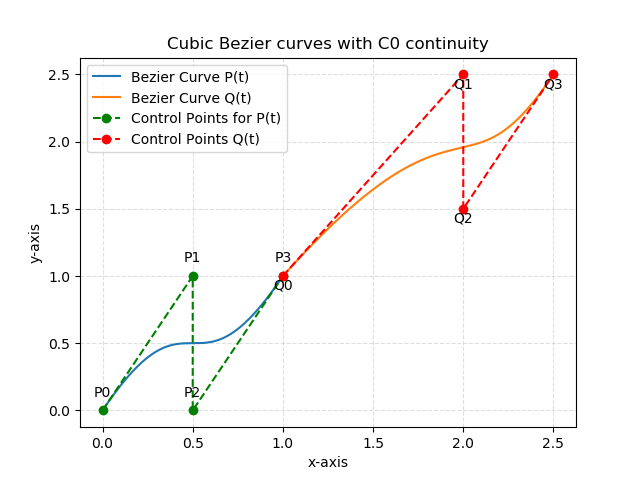 Cubic Bezier curves with C0 continuity
Bezier Curve P(t)
Bezier Curve Q(t)
Control Points for P(t)
Control Points Q(t)
y-axis
2.5
2.0
1.5
1.0
0.5
0.0
Q1
Q3
Q2
P1
P3
Q0
P0
P2
0.0
0.5
1.0
1.5
2.0
2.5
x-axis